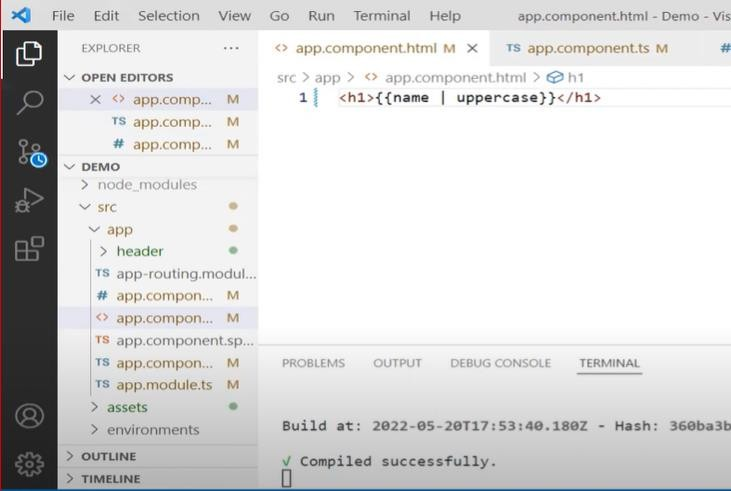 File Edit Selection View Go Run Terminal Help app.component.html - Demo - Vis
EXPLORER ...
<> app.component.html M ×
TS app.component.ts M
#
OPEN EDITORS
× <> app.comp... M
TS app.comp... M
# app.comp... M
DEMO
node_modules
src
app
header
TS app-routing.modul...
# app.compon... M
<> app.compon... M
TS app.component.sp...
TS app.compon... M
TS app.module.ts M
assets
environments
OUTLINE
TIMELINE
src > app > <> app.component.html > h1
1 <h1>{{name | uppercase}}</h1>
PROBLEMS OUTPUT DEBUG CONSOLE TERMINAL
Build at: 2022-05-20T17:53:40.180Z - Hash: 360ba3b
√ Compiled successfully.